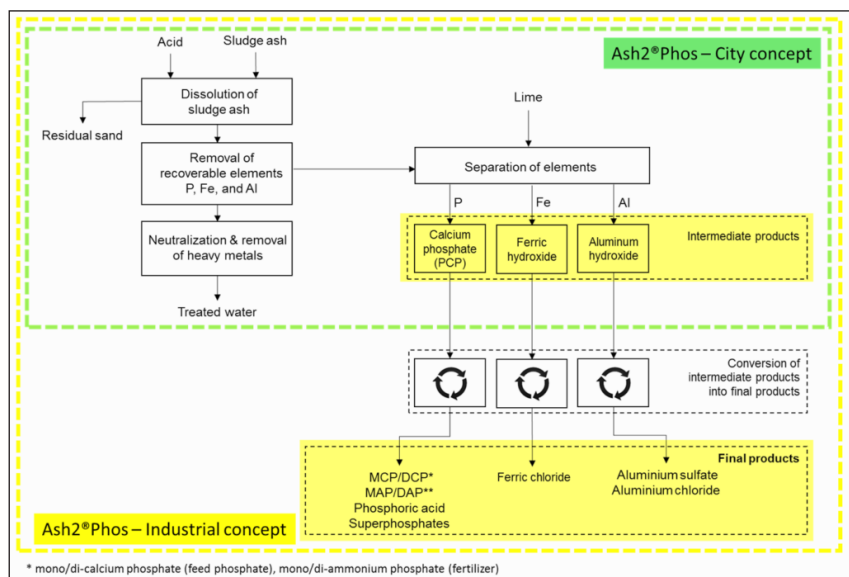 Ash2®Phos – City concept
Acid
Sludge ash
Dissolution of
sludge ash
Residual sand
Lime
Removal of
recoverable elements
P, Fe, and Al
Separation of elements
P
Fe
Al
Neutralization & removal
of heavy metals
Calcium
phosphate
(PCP)
Ferric
hydroxide
Aluminum
hydroxide
Intermediate products
Treated water
Conversion of
intermediate products
into final products
Final products
MCP/DCP*
MAP/DAP**
Phosphoric acid
Superphosphates
Ferric chloride
Aluminium sulfate
Aluminium chloride
Ash2®Phos – Industrial concept
* mono/di-calcium phosphate (feed phosphate), mono/di-ammonium phosphate (fertilizer)